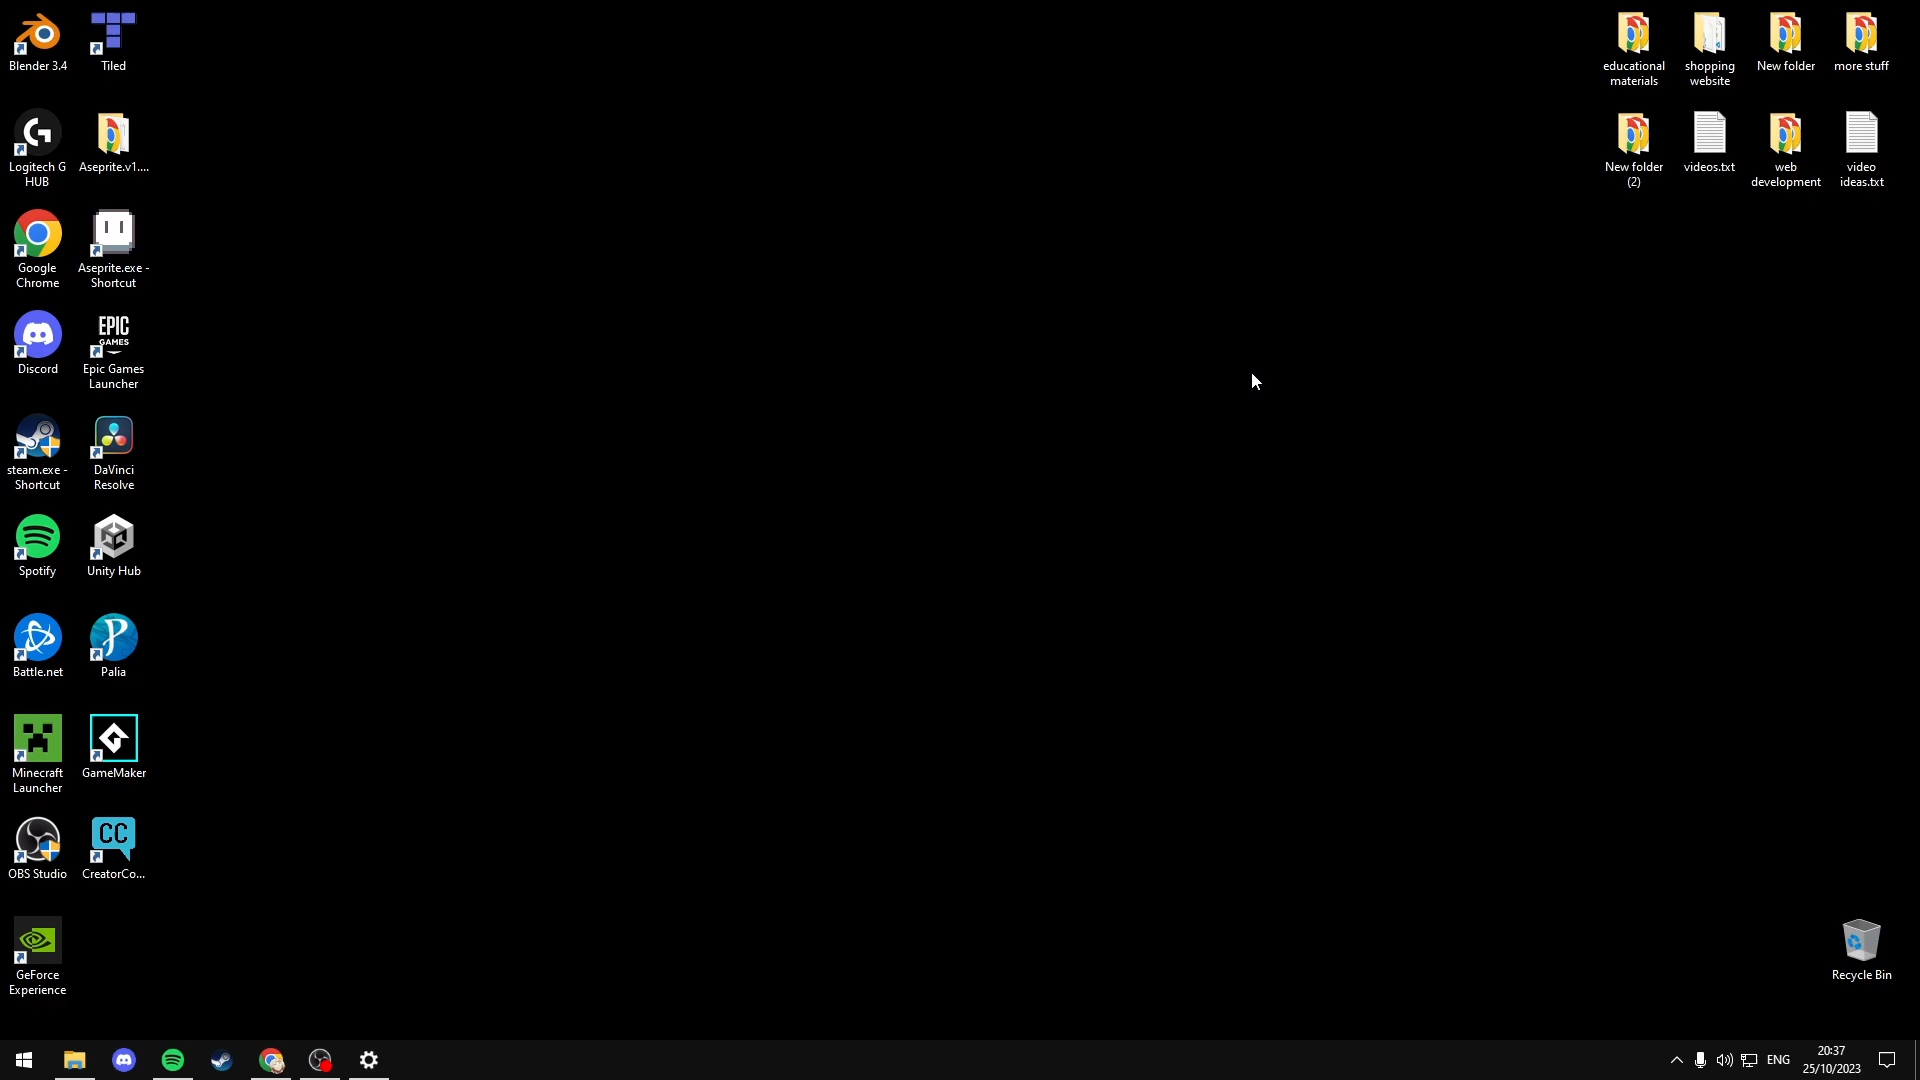 Blender 3.4
Tiled
Logitech G
HUB
Aseprite.v1....
Google
Chrome
Aseprite.exe -
Shortcut
Discord
EPIC
GAMES
Epic Games
Launcher
steam.exe -
Shortcut
DaVinci
Resolve
Spotify
Unity Hub
Battle.net
P
Palia
Minecraft
Launcher
GameMaker
OBS Studio
CC
CreatorCo...
GeForce
Experience
educational
materials
shopping
website
New folder
more stuff
New folder
(2)
videos.txt
web
development
video
ideas.txt
Recycle Bin
ENG
20:37
25/10/2023